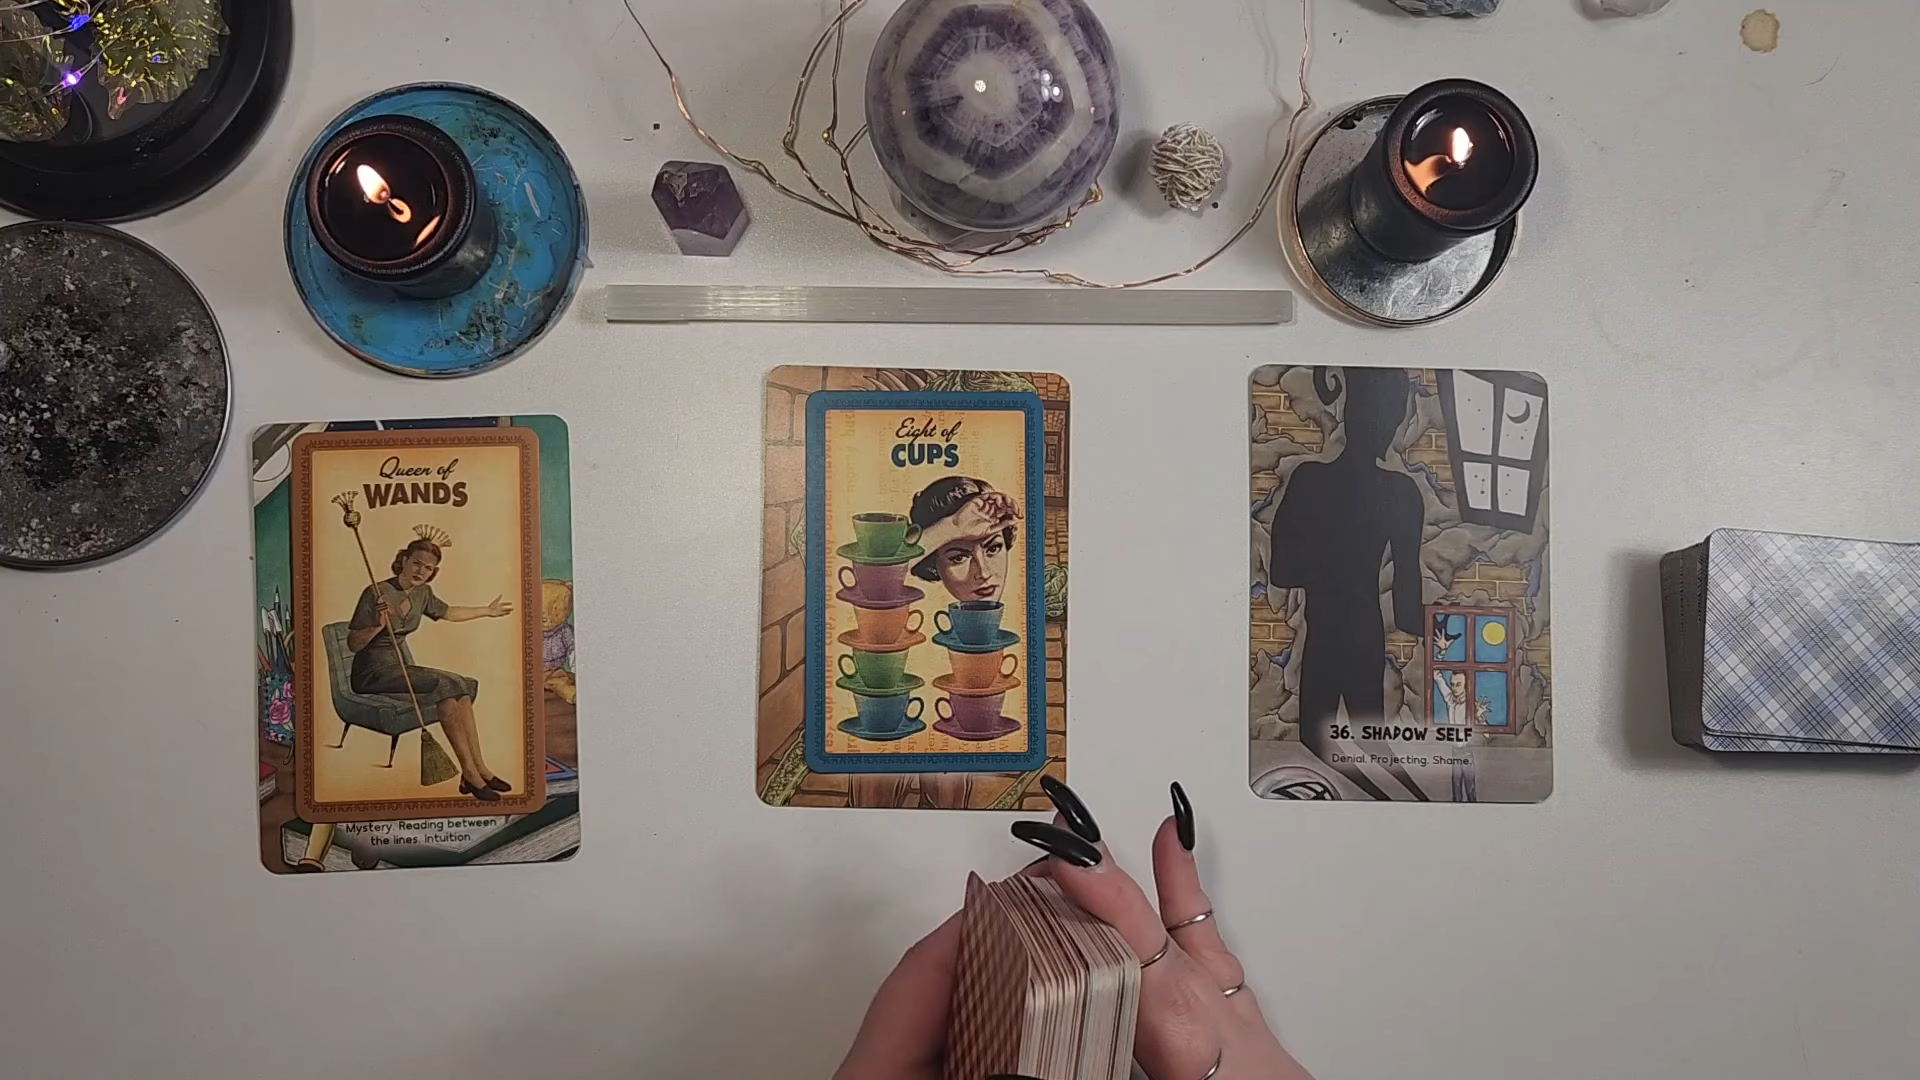 Queen of
WANDS
Mystery. Reading between
the lines. Intuition.
Eight of
CUPS
36. SHADOW SELF
Denial. Projecting. Shame.